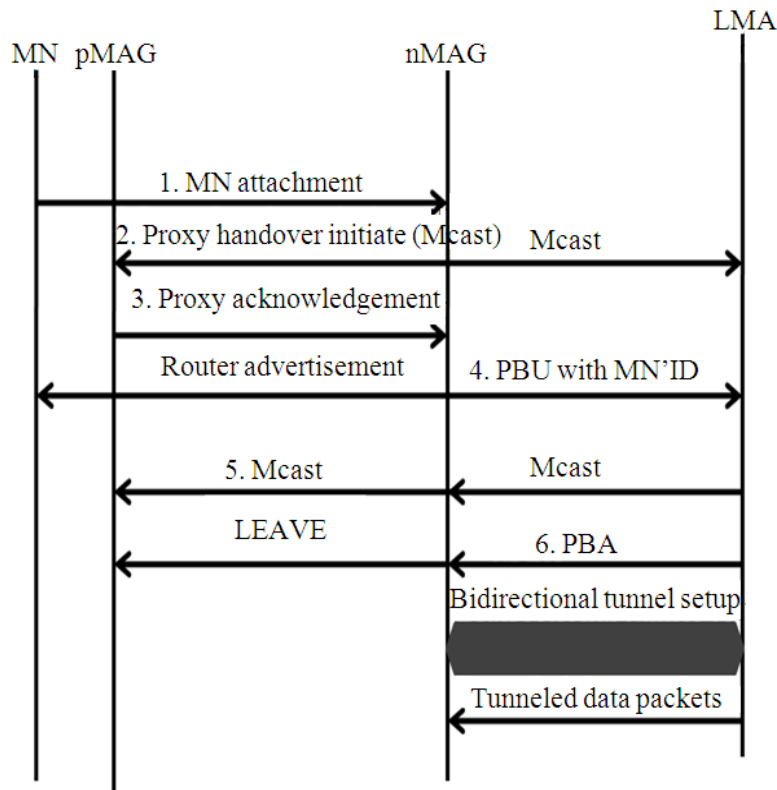 LMA
MN pMAG nMAG
1. MN attachment
2. Proxy handover initiate (Mcast) Mcast
3. Proxy acknowledgement
Router advertisement 4. PBU with MN’ID
5. Mcast Mcast
LEAVE 6. PBA
Bidirectional tunnel setup
Tunneled data packets